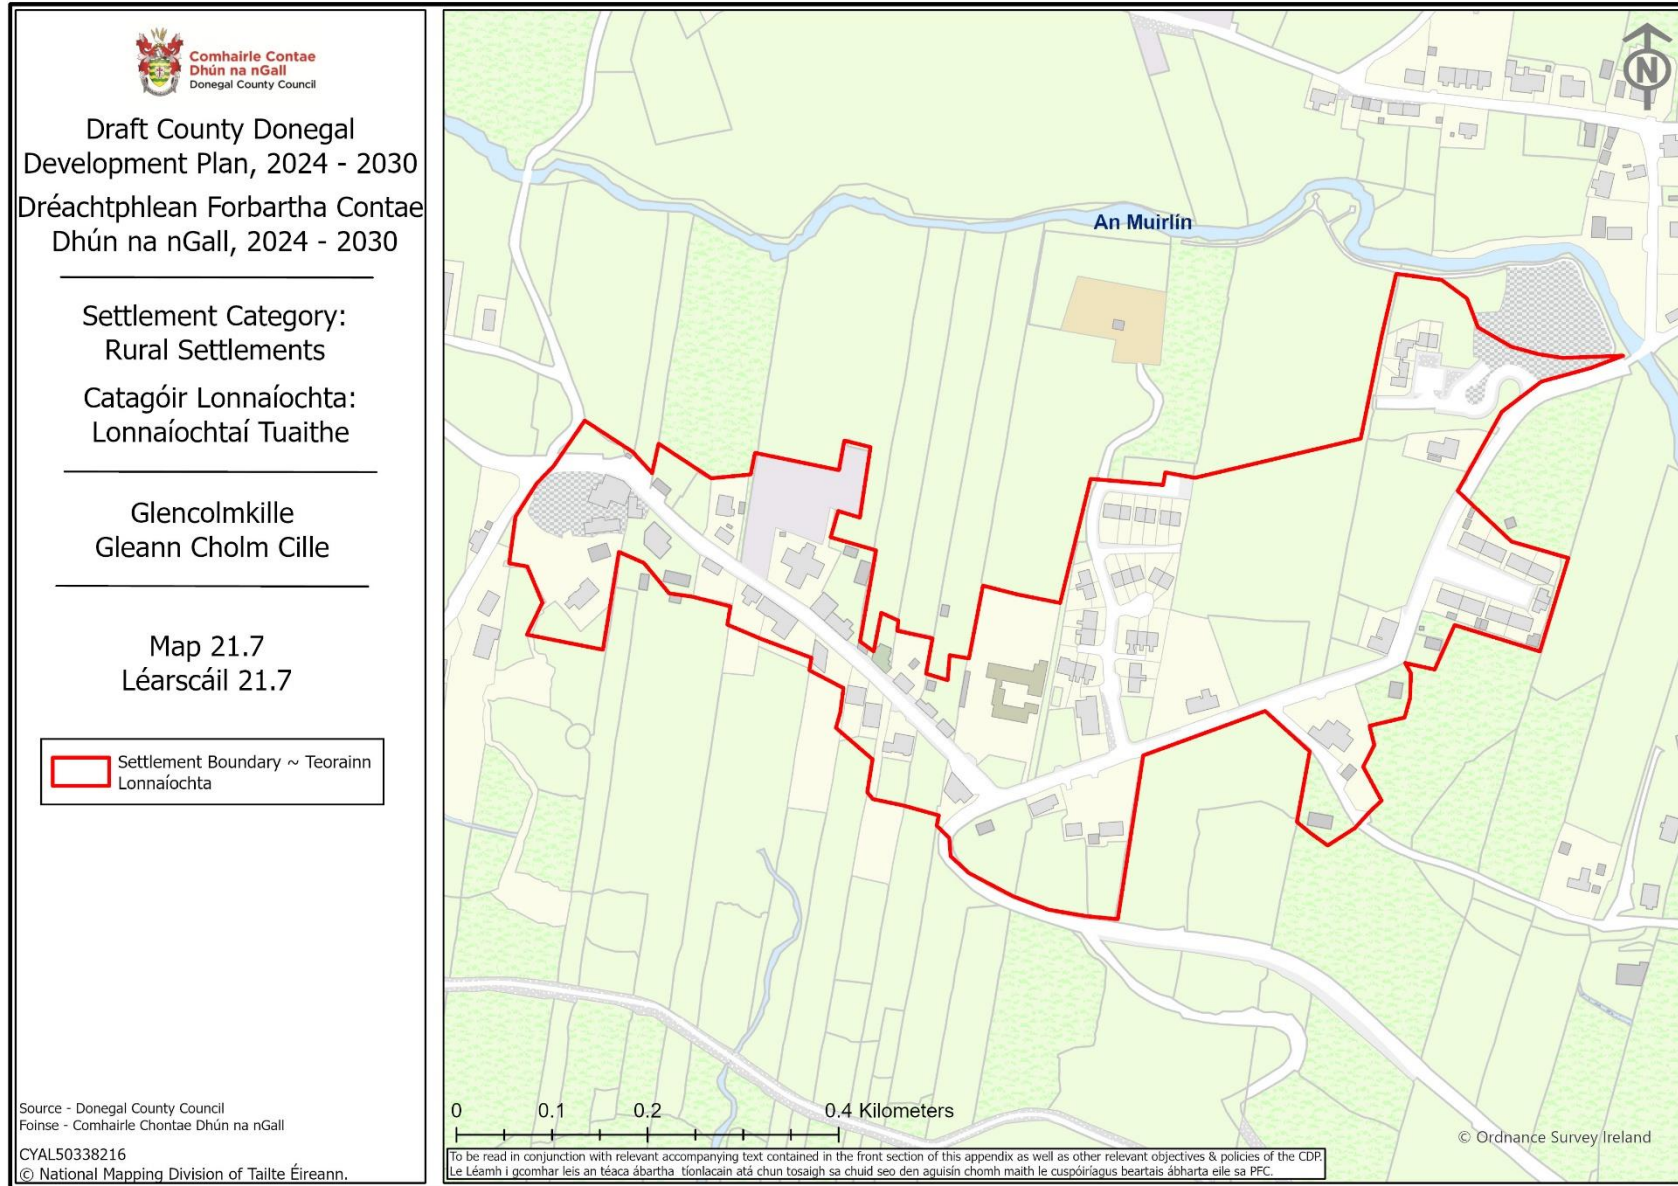 Comhairle Contae
Dhún na nGall
Donegal County Council
Draft County Donegal
Development Plan, 2024 - 2030
Dréachtphlean Forbartha Contae
Dhún na nGall, 2024 - 2030
Settlement Category:
Rural Settlements
Catagóir Lonnaíochta:
Lonnaíochtaí Tuaithe
Glencolmkille
Gleann Cholm Cille
Map 21.7
Léarscáil 21.7
Settlement Boundary ~ Teorainn
Lonnaíochta
Source - Donegal County Council
Foinse - Comhairle Chontae Dhún na nGall
CYAL50338216
© National Mapping Division of Tailte Éireann.
N
An Muirlín
0 0.1 0.2 0.4 Kilometers
© Ordnance Survey Ireland
To be read in conjunction with relevant accompanying text contained in the front section of this appendix as well as other relevant objectives & policies of the CDP.
Le Léamh i gcomhar leis an téaca ábartha tíonlacain atá chun tosaigh sa chuid seo den aguisín chomh maith le cuspóiríagus beartais ábharta eile sa PFC.